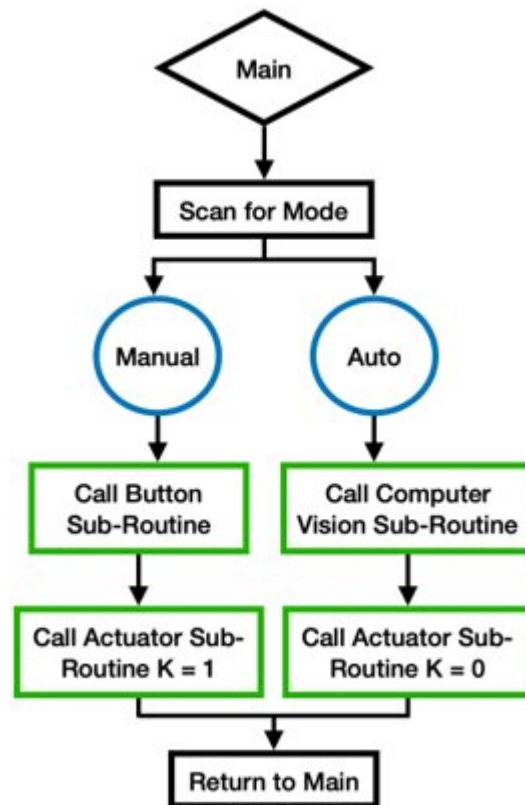 Main
Scan for Mode
Manual
Auto
Call Button
Sub-Routine
Call Computer
Vision Sub-Routine
Call Actuator Sub-
Routine K = 1
Call Actuator Sub-
Routine K = 0
Return to Main